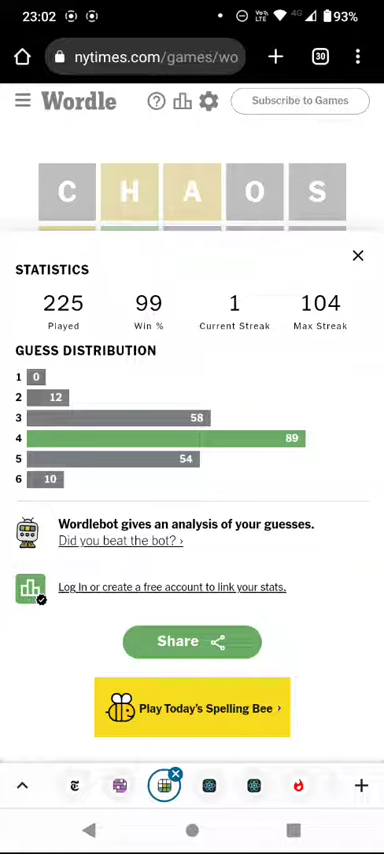 23:02 Vo) LTE 4G 93%
nytimes.com/games/wo 30
Wordle Subscribe to Games
C H A O S
STATISTICS
225 99 1 104
Played Win % Current Streak Max Streak
GUESS DISTRIBUTION
1 0
2 12
3 58
4 89
5 54
6 10
Wordlebot gives an analysis of your guesses.
Did you beat the bot? ›
Log In or create a free account to link your stats.
Share
Play Today's Spelling Bee ›